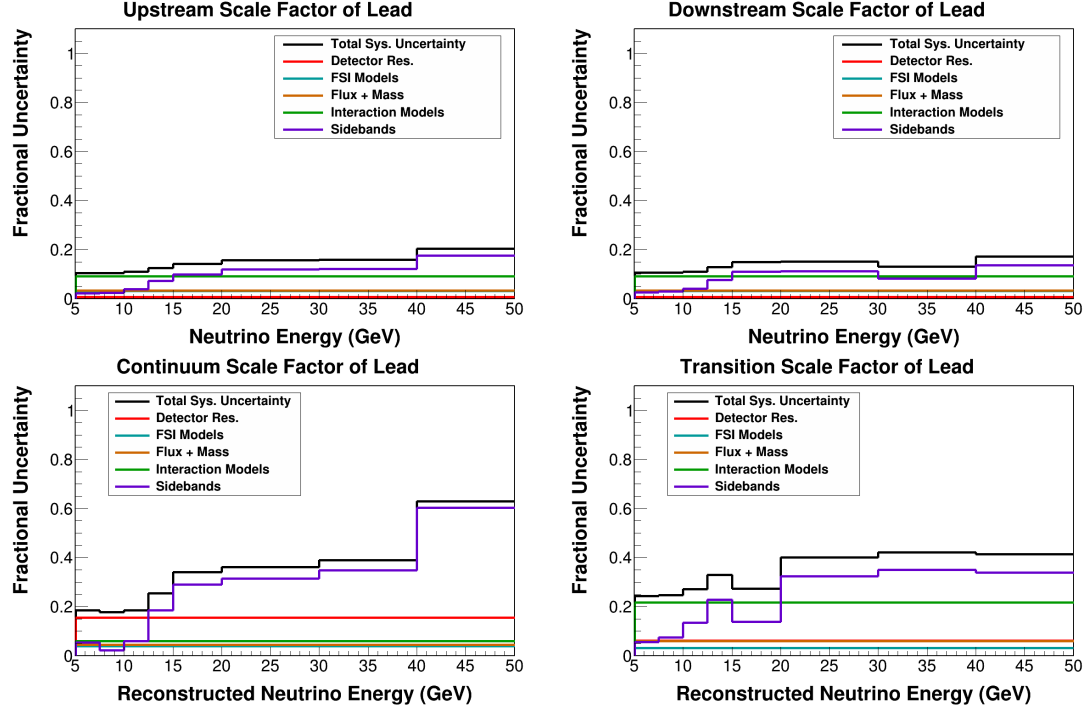 Upstream Scale Factor of Lead
Fractional Uncertainty
1
0.8
0.6
0.4
0.2
0
Total Sys. Uncertainty
Detector Res.
FSI Models
Flux + Mass
Interaction Models
Sidebands
5 10 15 20 25 30 35 40 45 50
Neutrino Energy (GeV)
Downstream Scale Factor of Lead
Fractional Uncertainty
1
0.8
0.6
0.4
0.2
0
Total Sys. Uncertainty
Detector Res.
FSI Models
Flux + Mass
Interaction Models
Sidebands
5 10 15 20 25 30 35 40 45 50
Neutrino Energy (GeV)
Continuum Scale Factor of Lead
Fractional Uncertainty
1
0.8
0.6
0.4
0.2
0
Total Sys. Uncertainty
Detector Res.
FSI Models
Flux + Mass
Interaction Models
Sidebands
5 10 15 20 25 30 35 40 45 50
Reconstructed Neutrino Energy (GeV)
Transition Scale Factor of Lead
Fractional Uncertainty
1
0.8
0.6
0.4
0.2
0
Total Sys. Uncertainty
Detector Res.
FSI Models
Flux + Mass
Interaction Models
Sidebands
5 10 15 20 25 30 35 40 45 50
Reconstructed Neutrino Energy (GeV)